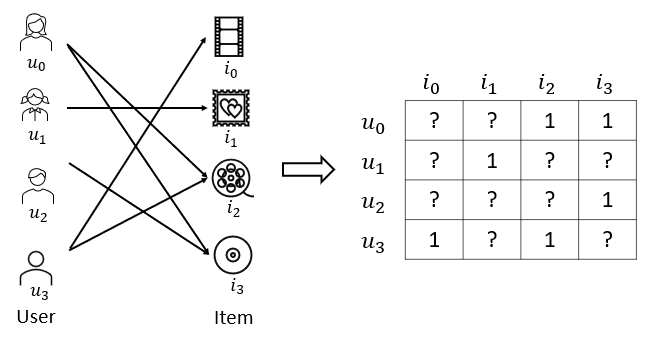 u₀
u₁
u₂
u₃
User
i₀
i₁
i₂
i₃
Item
i₀ i₁ i₂ i₃
u₀ ? ? 1 1
u₁ ? 1 ? ?
u₂ ? ? ? 1
u₃ 1 ? 1 ?